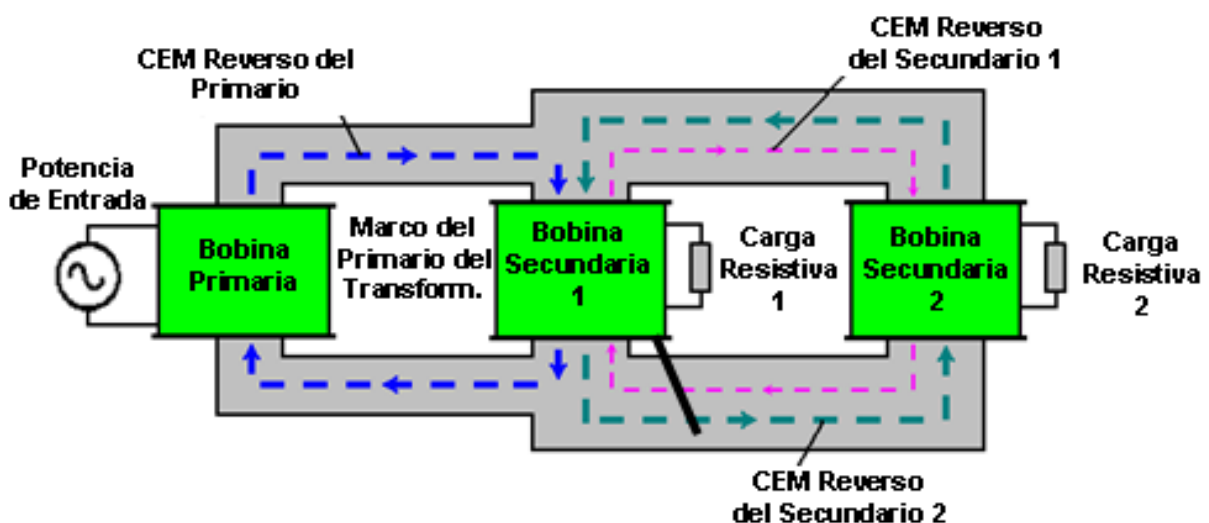 CEM Reverso
del Secundario 1
CEM Reverso del
Primario
Potencia
de Entrada
Bobina
Primaria
Marco del
Primario del
Transform.
Bobina
Secundaria
1
Carga
Resistiva
1
Bobina
Secundaria
2
Carga
Resistiva
2
CEM Reverso
del Secundario 2